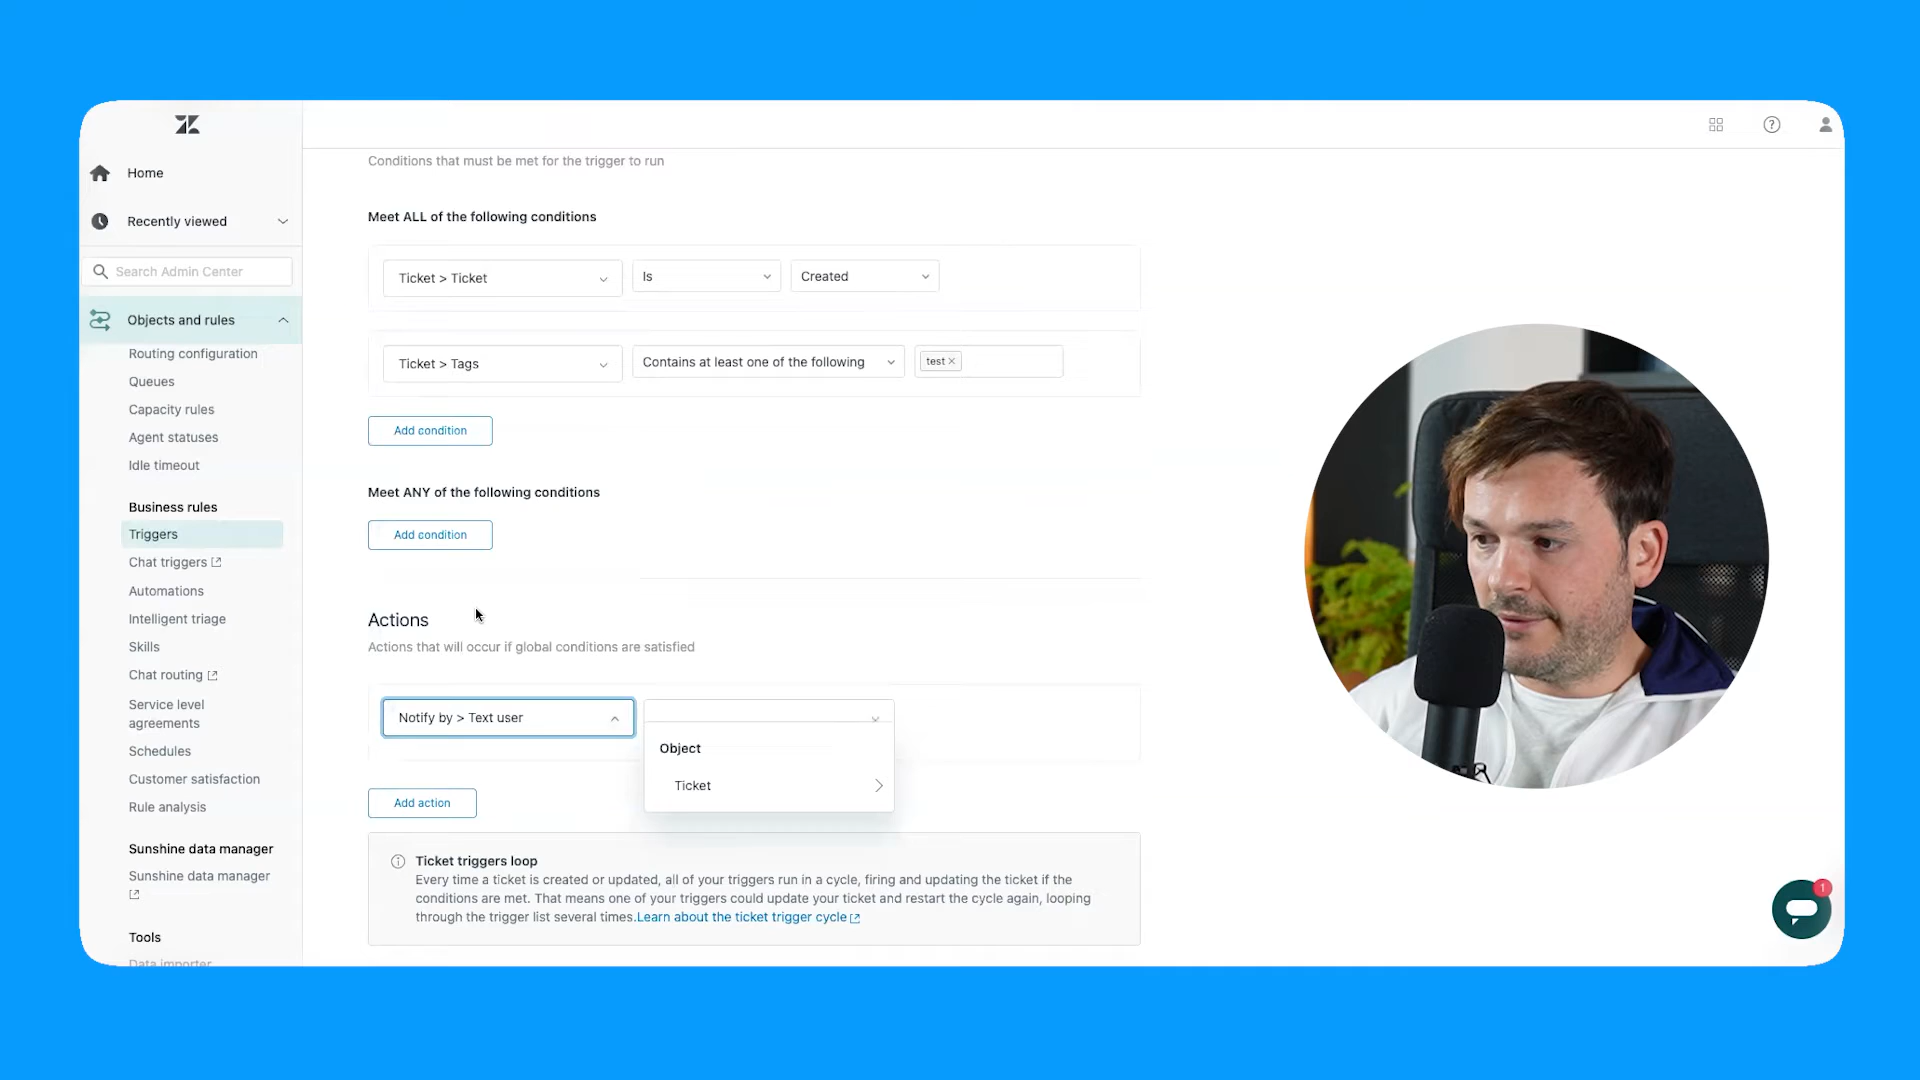 Home
Recently viewed
Search Admin Center
Objects and rules
Routing configuration
Queues
Capacity rules
Agent statuses
Idle timeout
Business rules
Triggers
Chat triggers
Automations
Intelligent triage
Skills
Chat routing
Service level
agreements
Schedules
Customer satisfaction
Rule analysis
Sunshine data manager
Sunshine data manager
Tools
Data importer
Conditions that must be met for the trigger to run
Meet ALL of the following conditions
Ticket > Ticket
Is
Created
Ticket > Tags
Contains at least one of the following
test
Add condition
Meet ANY of the following conditions
Add condition
Actions
Actions that will occur if global conditions are satisfied
Notify by > Text user
Object
Ticket
Add action
Ticket triggers loop
Every time a ticket is created or updated, all of your triggers run in a cycle, firing and updating the ticket if the
conditions are met. That means one of your triggers could update your ticket and restart the cycle again, looping
through the trigger list several times.Learn about the ticket trigger cycle
1